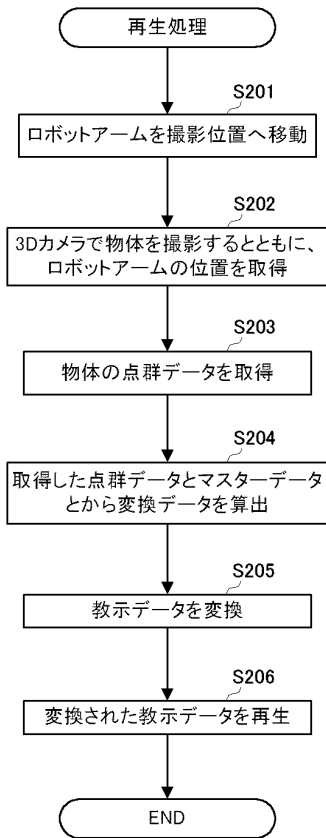 再生処理
S201
ロボットアームを撮影位置へ移動
S202
3Dカメラで物体を撮影するとともに、
ロボットアームの位置を取得
S203
物体の点群データを取得
S204
取得した点群データとマスターデータ
とから変換データを算出
S205
教示データを変換
S206
変換された教示データを再生
END